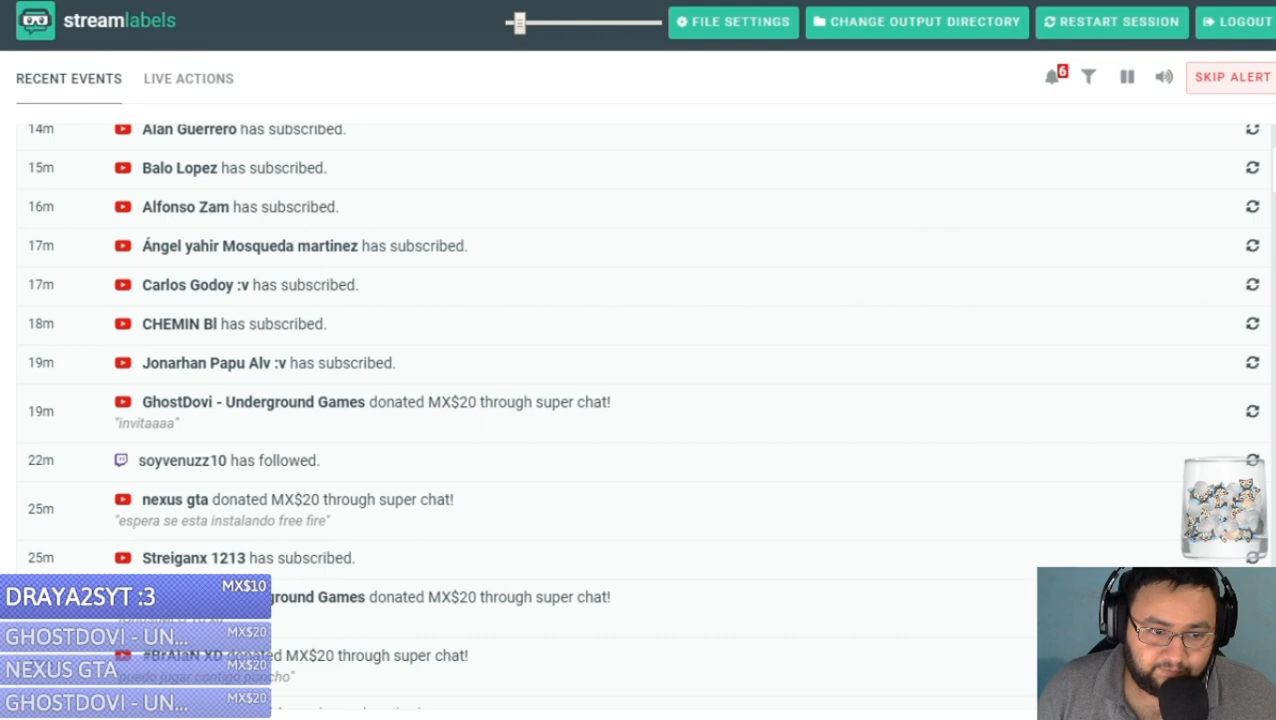 streamlabels
FILE SETTINGS
CHANGE OUTPUT DIRECTORY
RESTART SESSION
LOGOUT
RECENT EVENTS
LIVE ACTIONS
6
SKIP ALERT
14m Alan Guerrero has subscribed.
15m Balo Lopez has subscribed.
16m Alfonso Zam has subscribed.
17m Ángel yahir Mosqueda martinez has subscribed.
17m Carlos Godoy :v has subscribed.
18m CHEMIN Bl has subscribed.
19m Jonarhan Papu Alv :v has subscribed.
19m GhostDovi - Underground Games donated MX$20 through super chat!
"invitaaaa"
22m soyvenuzz10 has followed.
25m nexus gta donated MX$20 through super chat!
"espera se esta instalando free fire"
25m Streiganx 1213 has subscribed.
ground Games donated MX$20 through super chat!
#BrAiaN XD donated MX$20 through super chat!
"puedo jugar contigo poncho"
DRAYA2SYT :3 MX$10
GHOSTDOVI - UN... MX$20
NEXUS GTA MX$20
GHOSTDOVI - UN... MX$20